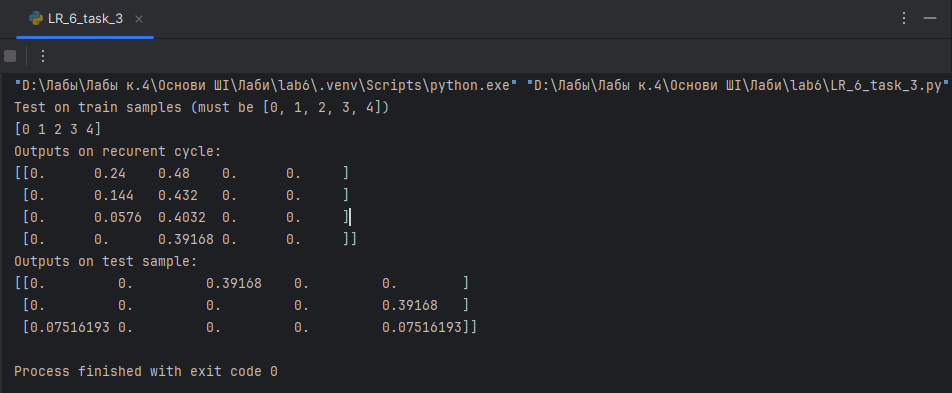 LR_6_task_3
"D:\Лабы\Лабы к.4\Основи ШІ\Лаби\lab6\.venv\Scripts\python.exe" "D:\Лабы\Лабы к.4\Основи ШІ\Лаби\lab6\LR_6_task_3.py"
Test on train samples (must be [0, 1, 2, 3, 4])
[0 1 2 3 4]
Outputs on recurent cycle:
[[0.      0.24    0.48    0.      0.     ]
 [0.      0.144   0.432   0.      0.     ]
 [0.      0.0576  0.4032  0.      0.     ]
 [0.      0.      0.39168 0.      0.     ]]
Outputs on test sample:
[[0.         0.         0.39168    0.         0.        ]
 [0.         0.         0.         0.         0.39168   ]
 [0.07516193 0.         0.         0.         0.07516193]]
Process finished with exit code 0